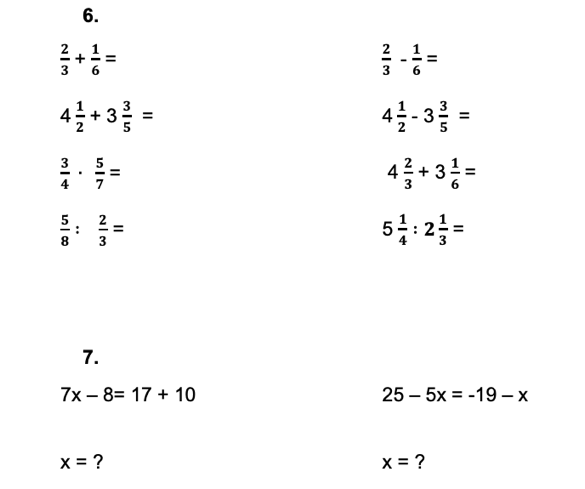 6.
2/3 + 1/6 = 2/3 - 1/6 =
4 1/2 + 3 3/5 = 4 1/2 - 3 3/5 =
3/4 · 5/7 = 4 2/3 + 3 1/6 =
5/8 : 2/3 = 5 1/4 : 2 1/3 =
7.
7x – 8= 17 + 10 25 – 5x = -19 – x
x = ? x = ?